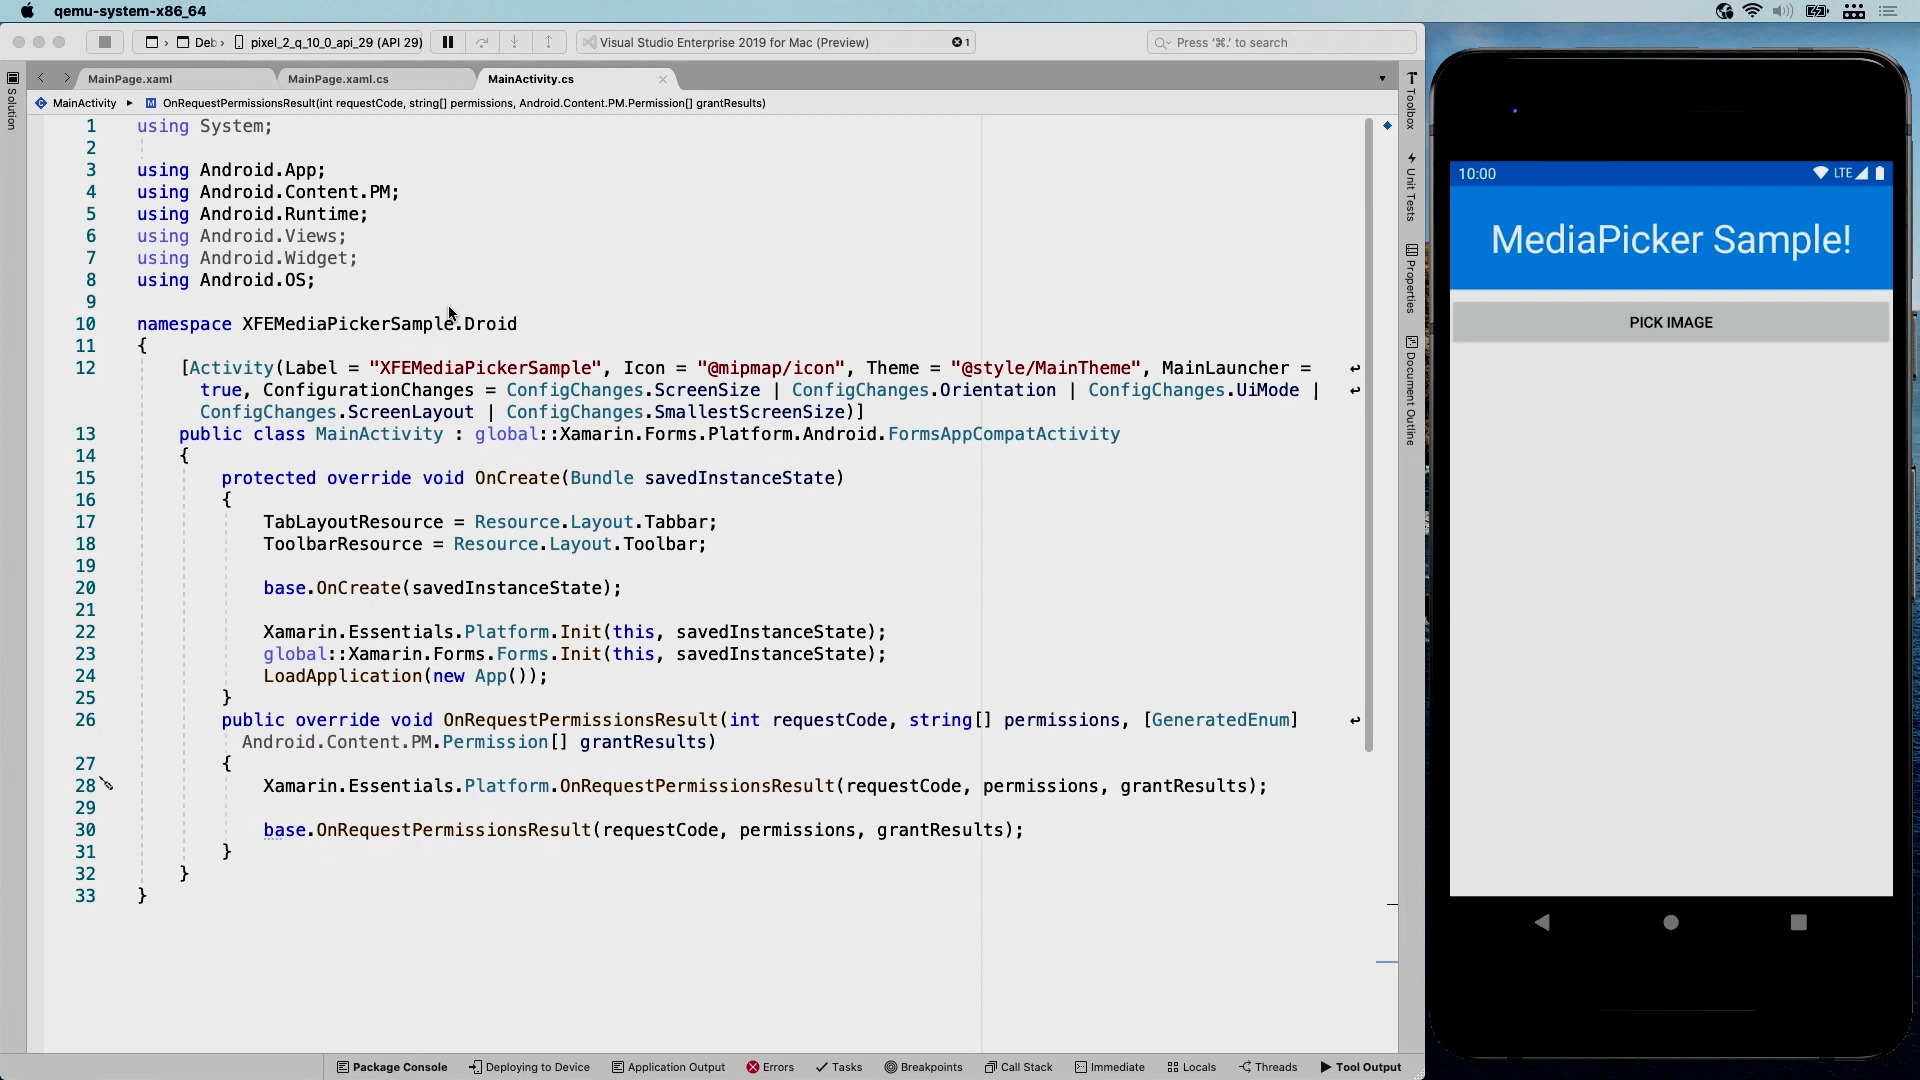 qemu-system-x86_64
Deb
pixel_2_q_10_0_api_29 (API 29)
Visual Studio Enterprise 2019 for Mac (Preview)
1
Press '⌘.' to search
MainPage.xaml
MainPage.xaml.cs
MainActivity.cs
MainActivity
M
OnRequestPermissionsResult(int requestCode, string[] permissions, Android.Content.PM.Permission[] grantResults)
Solution
1 using System;
2
3 using Android.App;
4 using Android.Content.PM;
5 using Android.Runtime;
6 using Android.Views;
7 using Android.Widget;
8 using Android.OS;
9
10 namespace XFEMediaPickerSample.Droid
11 {
12 [Activity(Label = "XFEMediaPickerSample", Icon = "@mipmap/icon", Theme = "@style/MainTheme", MainLauncher =
true, ConfigurationChanges = ConfigChanges.ScreenSize | ConfigChanges.Orientation | ConfigChanges.UiMode |
ConfigChanges.ScreenLayout | ConfigChanges.SmallestScreenSize)]
13 public class MainActivity : global::Xamarin.Forms.Platform.Android.FormsAppCompatActivity
14 {
15 protected override void OnCreate(Bundle savedInstanceState)
16 {
17 TabLayoutResource = Resource.Layout.Tabbar;
18 ToolbarResource = Resource.Layout.Toolbar;
19
20 base.OnCreate(savedInstanceState);
21
22 Xamarin.Essentials.Platform.Init(this, savedInstanceState);
23 global::Xamarin.Forms.Forms.Init(this, savedInstanceState);
24 LoadApplication(new App());
25 }
26 public override void OnRequestPermissionsResult(int requestCode, string[] permissions, [GeneratedEnum]
Android.Content.PM.Permission[] grantResults)
27 {
28 Xamarin.Essentials.Platform.OnRequestPermissionsResult(requestCode, permissions, grantResults);
29
30 base.OnRequestPermissionsResult(requestCode, permissions, grantResults);
31 }
32 }
33 }
Toolbox
Unit Tests
Properties
Document Outline
Package Console
Deploying to Device
Application Output
Errors
Tasks
Breakpoints
Call Stack
Immediate
Locals
Threads
Tool Output
10:00
LTE
MediaPicker Sample!
PICK IMAGE